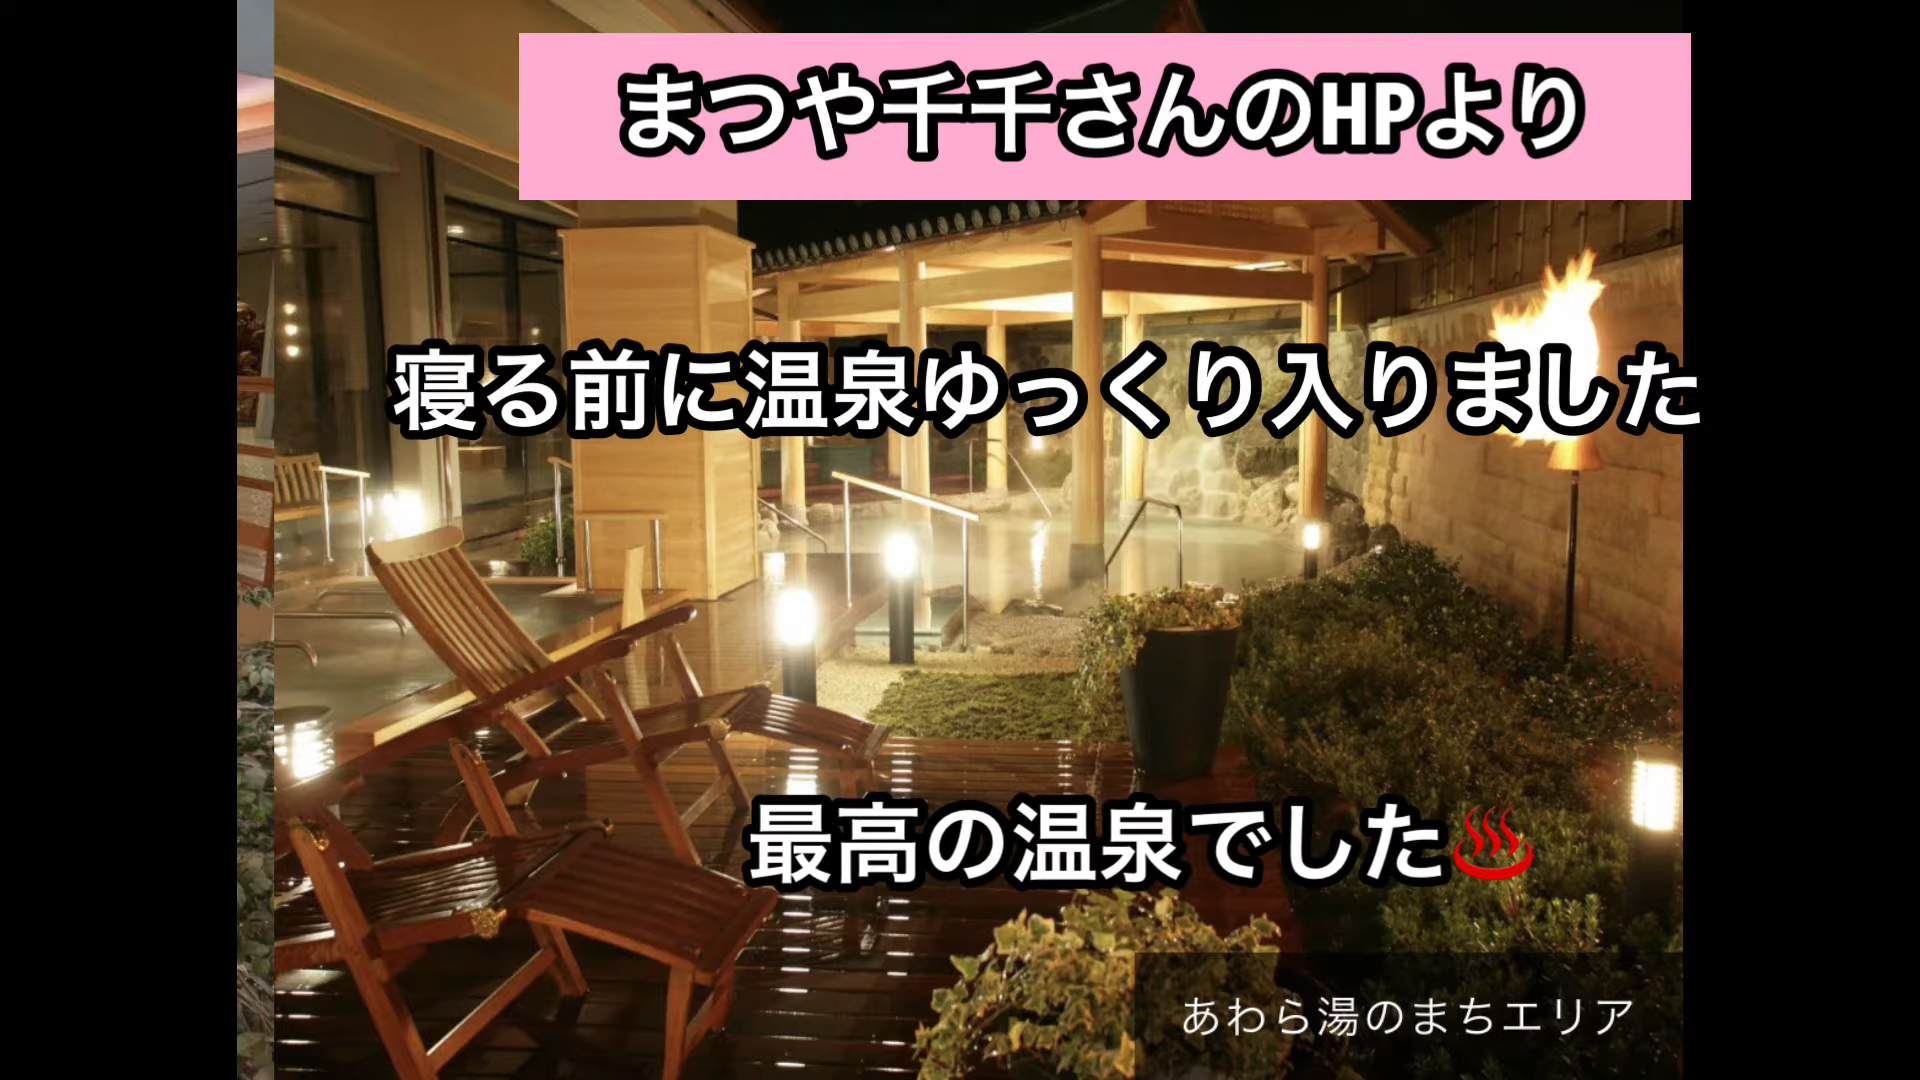 まつや千千さんのHPより
寝る前に温泉ゆっくり入りました
最高の温泉でした♨️
あわら湯のまちエリア